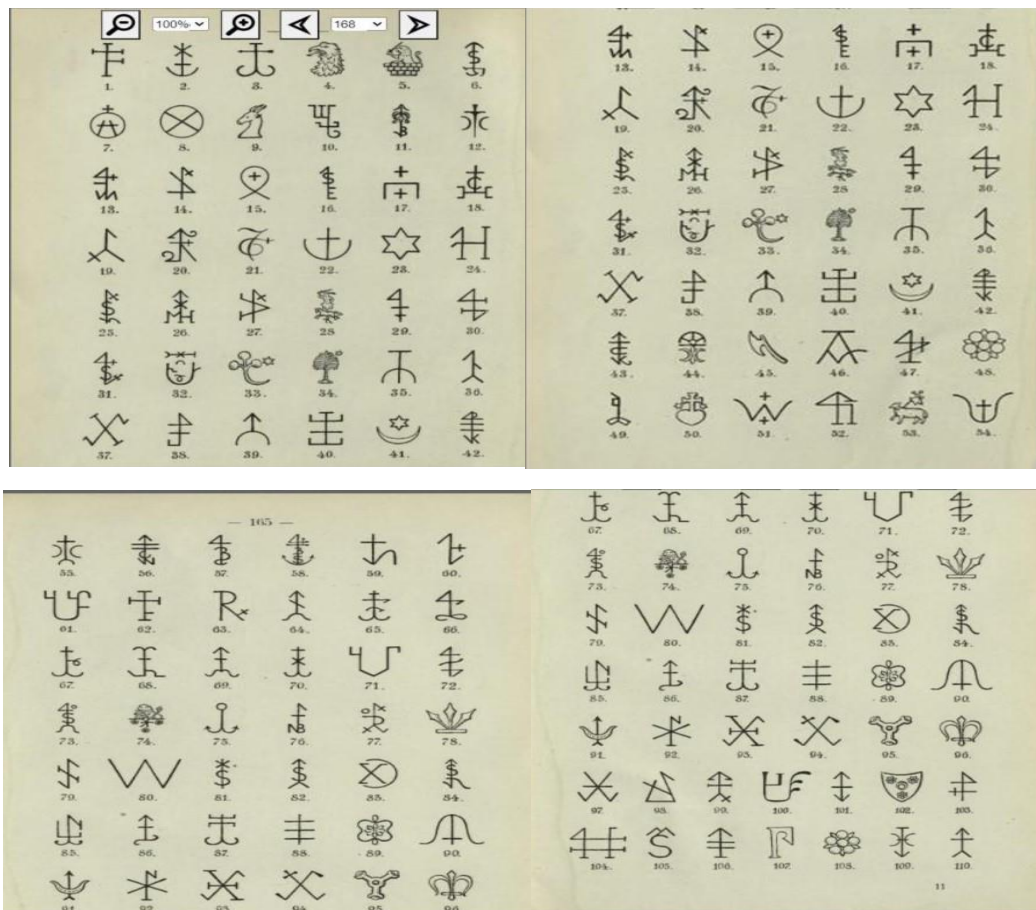 100% 168
1. 2. 3. 4. 5. 6.
7. 8. 9. 10. 11. 12.
13. 14. 15. 16. 17. 18.
19. 20. 21. 22. 23. 24.
25. 26. 27. 28 29. 30.
31. 32. 33. 34. 35. 36.
37. 38. 39. 40. 41. 42.
13. 14. 15. 16. 17. 18.
19. 20. 21. 22. 23. 24.
25. 26. 27. 28 29. 30.
31. 32. 33. 34. 35. 36.
37. 38. 39. 40. 41. 42.
43. 44. 45. 46. 47. 48.
49. 50. 51. 52. 53. 54.
— 165 —
55. 56. 57. 58. 59. 60.
61. 62. 63. 64. 65. 66.
67. 68. 69. 70. 71. 72.
73. 74. 75. 76. 77. 78.
79. 80. 81. 82. 83. 84.
85. 86. 87. 88. 89. 90.
67. 68. 69. 70. 71. 72.
73. 74. 75. 76. 77. 78.
79. 80. 81. 82. 83. 84.
85. 86. 87. 88. 89. 90.
91. 92. 93. 94. 95. 96.
97. 98. 99. 100. 101. 102. 103.
104. 105. 106. 107. 108. 109. 110.
11